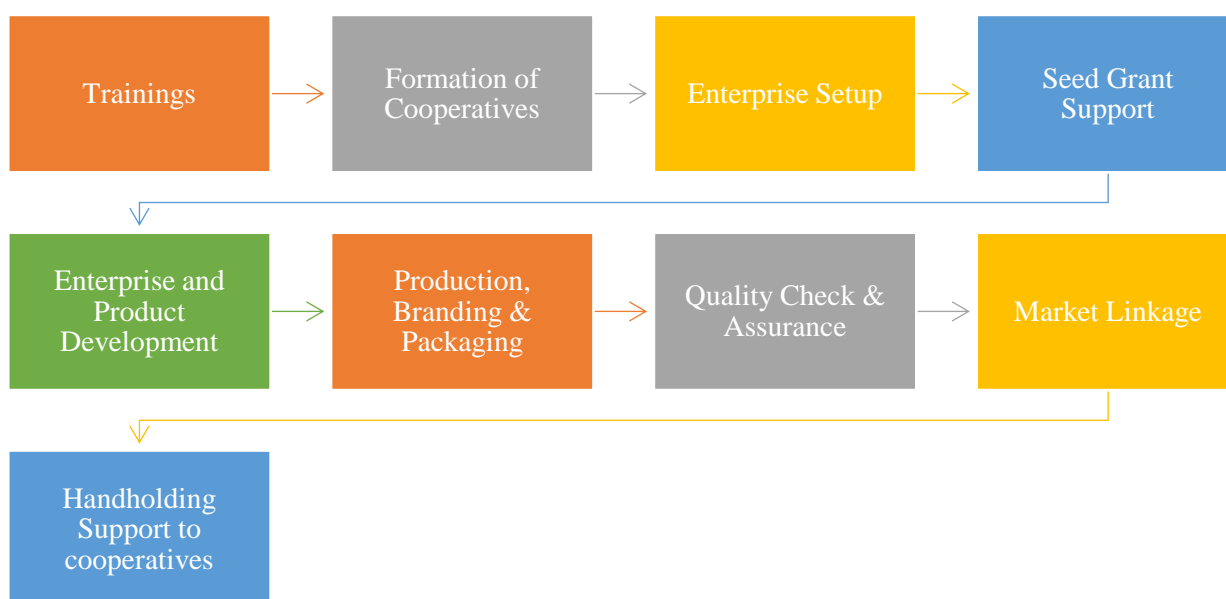 Trainings
Formation of
Cooperatives
Enterprise Setup
Seed Grant
Support
Enterprise and
Product
Development
Production,
Branding &
Packaging
Quality Check &
Assurance
Market Linkage
Handholding
Support to
cooperatives